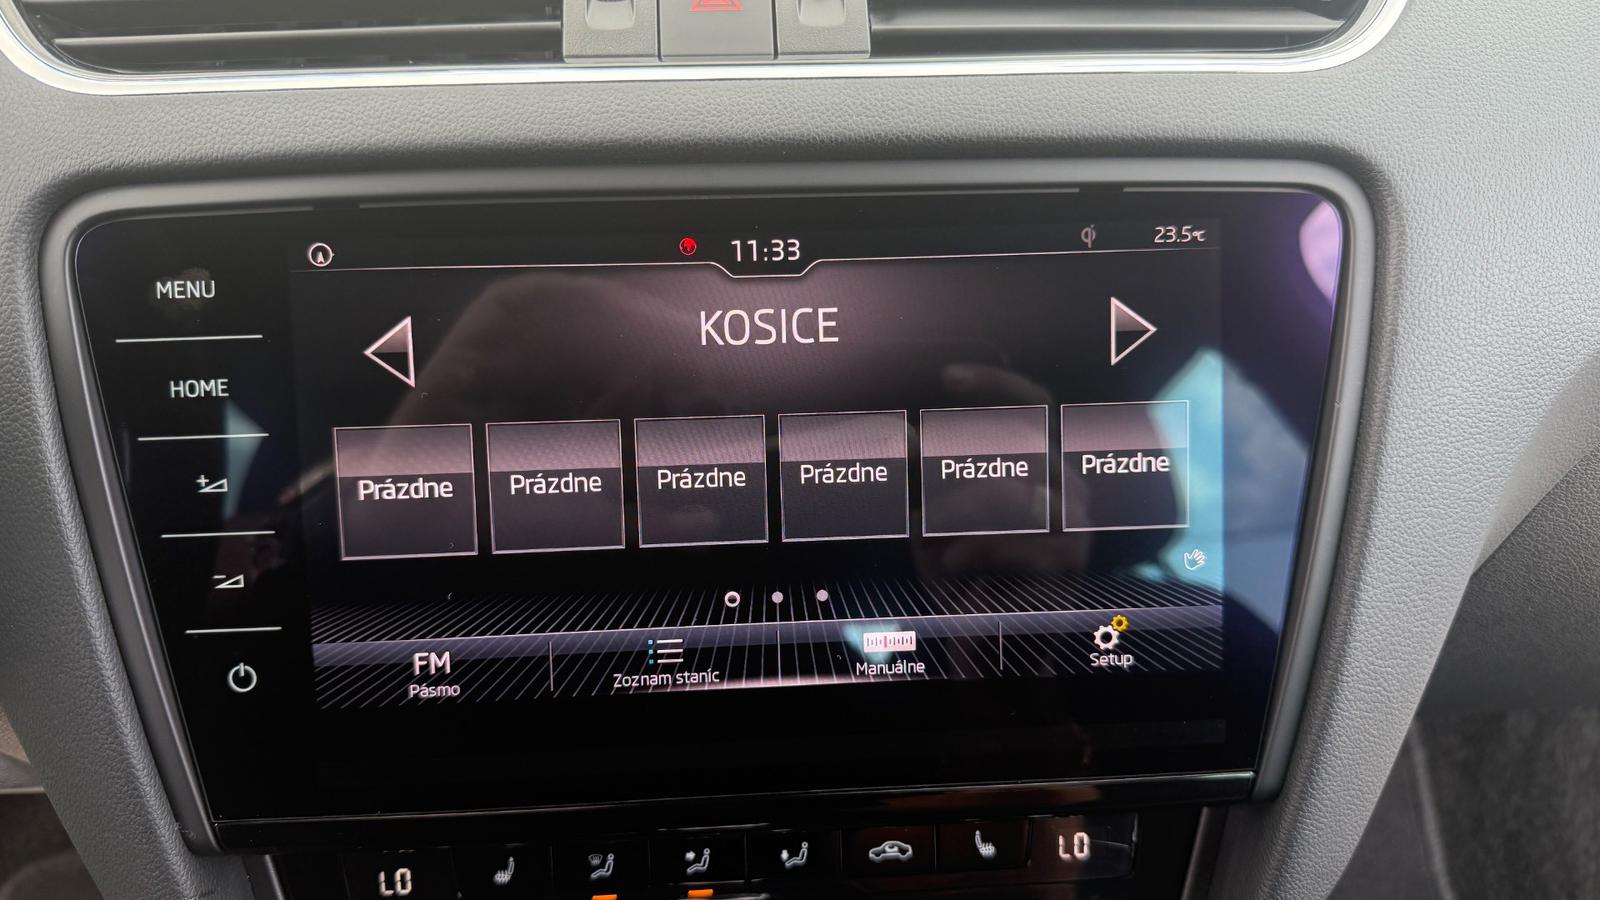 11:33
23.5°C
MENU
KOSICE
HOME
Prázdne
Prázdne
Prázdne
Prázdne
Prázdne
Prázdne
FM
Pásmo
Zoznam staníc
Manuálne
Setup
LO
LO